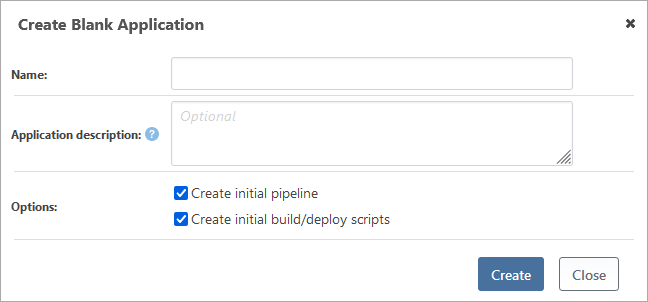 Create Blank Application
Name:
Application description: ?
Optional
Options:
Create initial pipeline
Create initial build/deploy scripts
Create Close